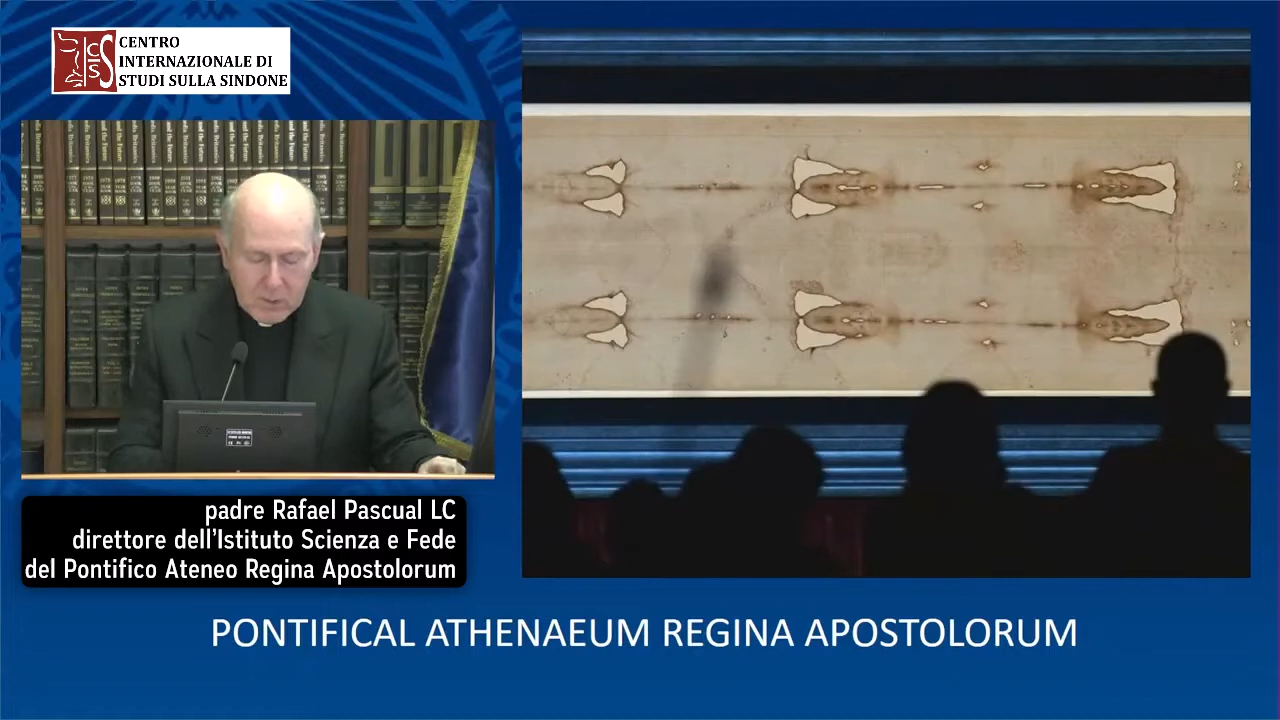 CENTRO
INTERNAZIONALE DI
STUDI SULLA SINDONE
padre Rafael Pascual LC
direttore dell'Istituto Scienza e Fede
del Pontifico Ateneo Regina Apostolorum
PONTIFICAL ATHENAEUM REGINA APOSTOLORUM